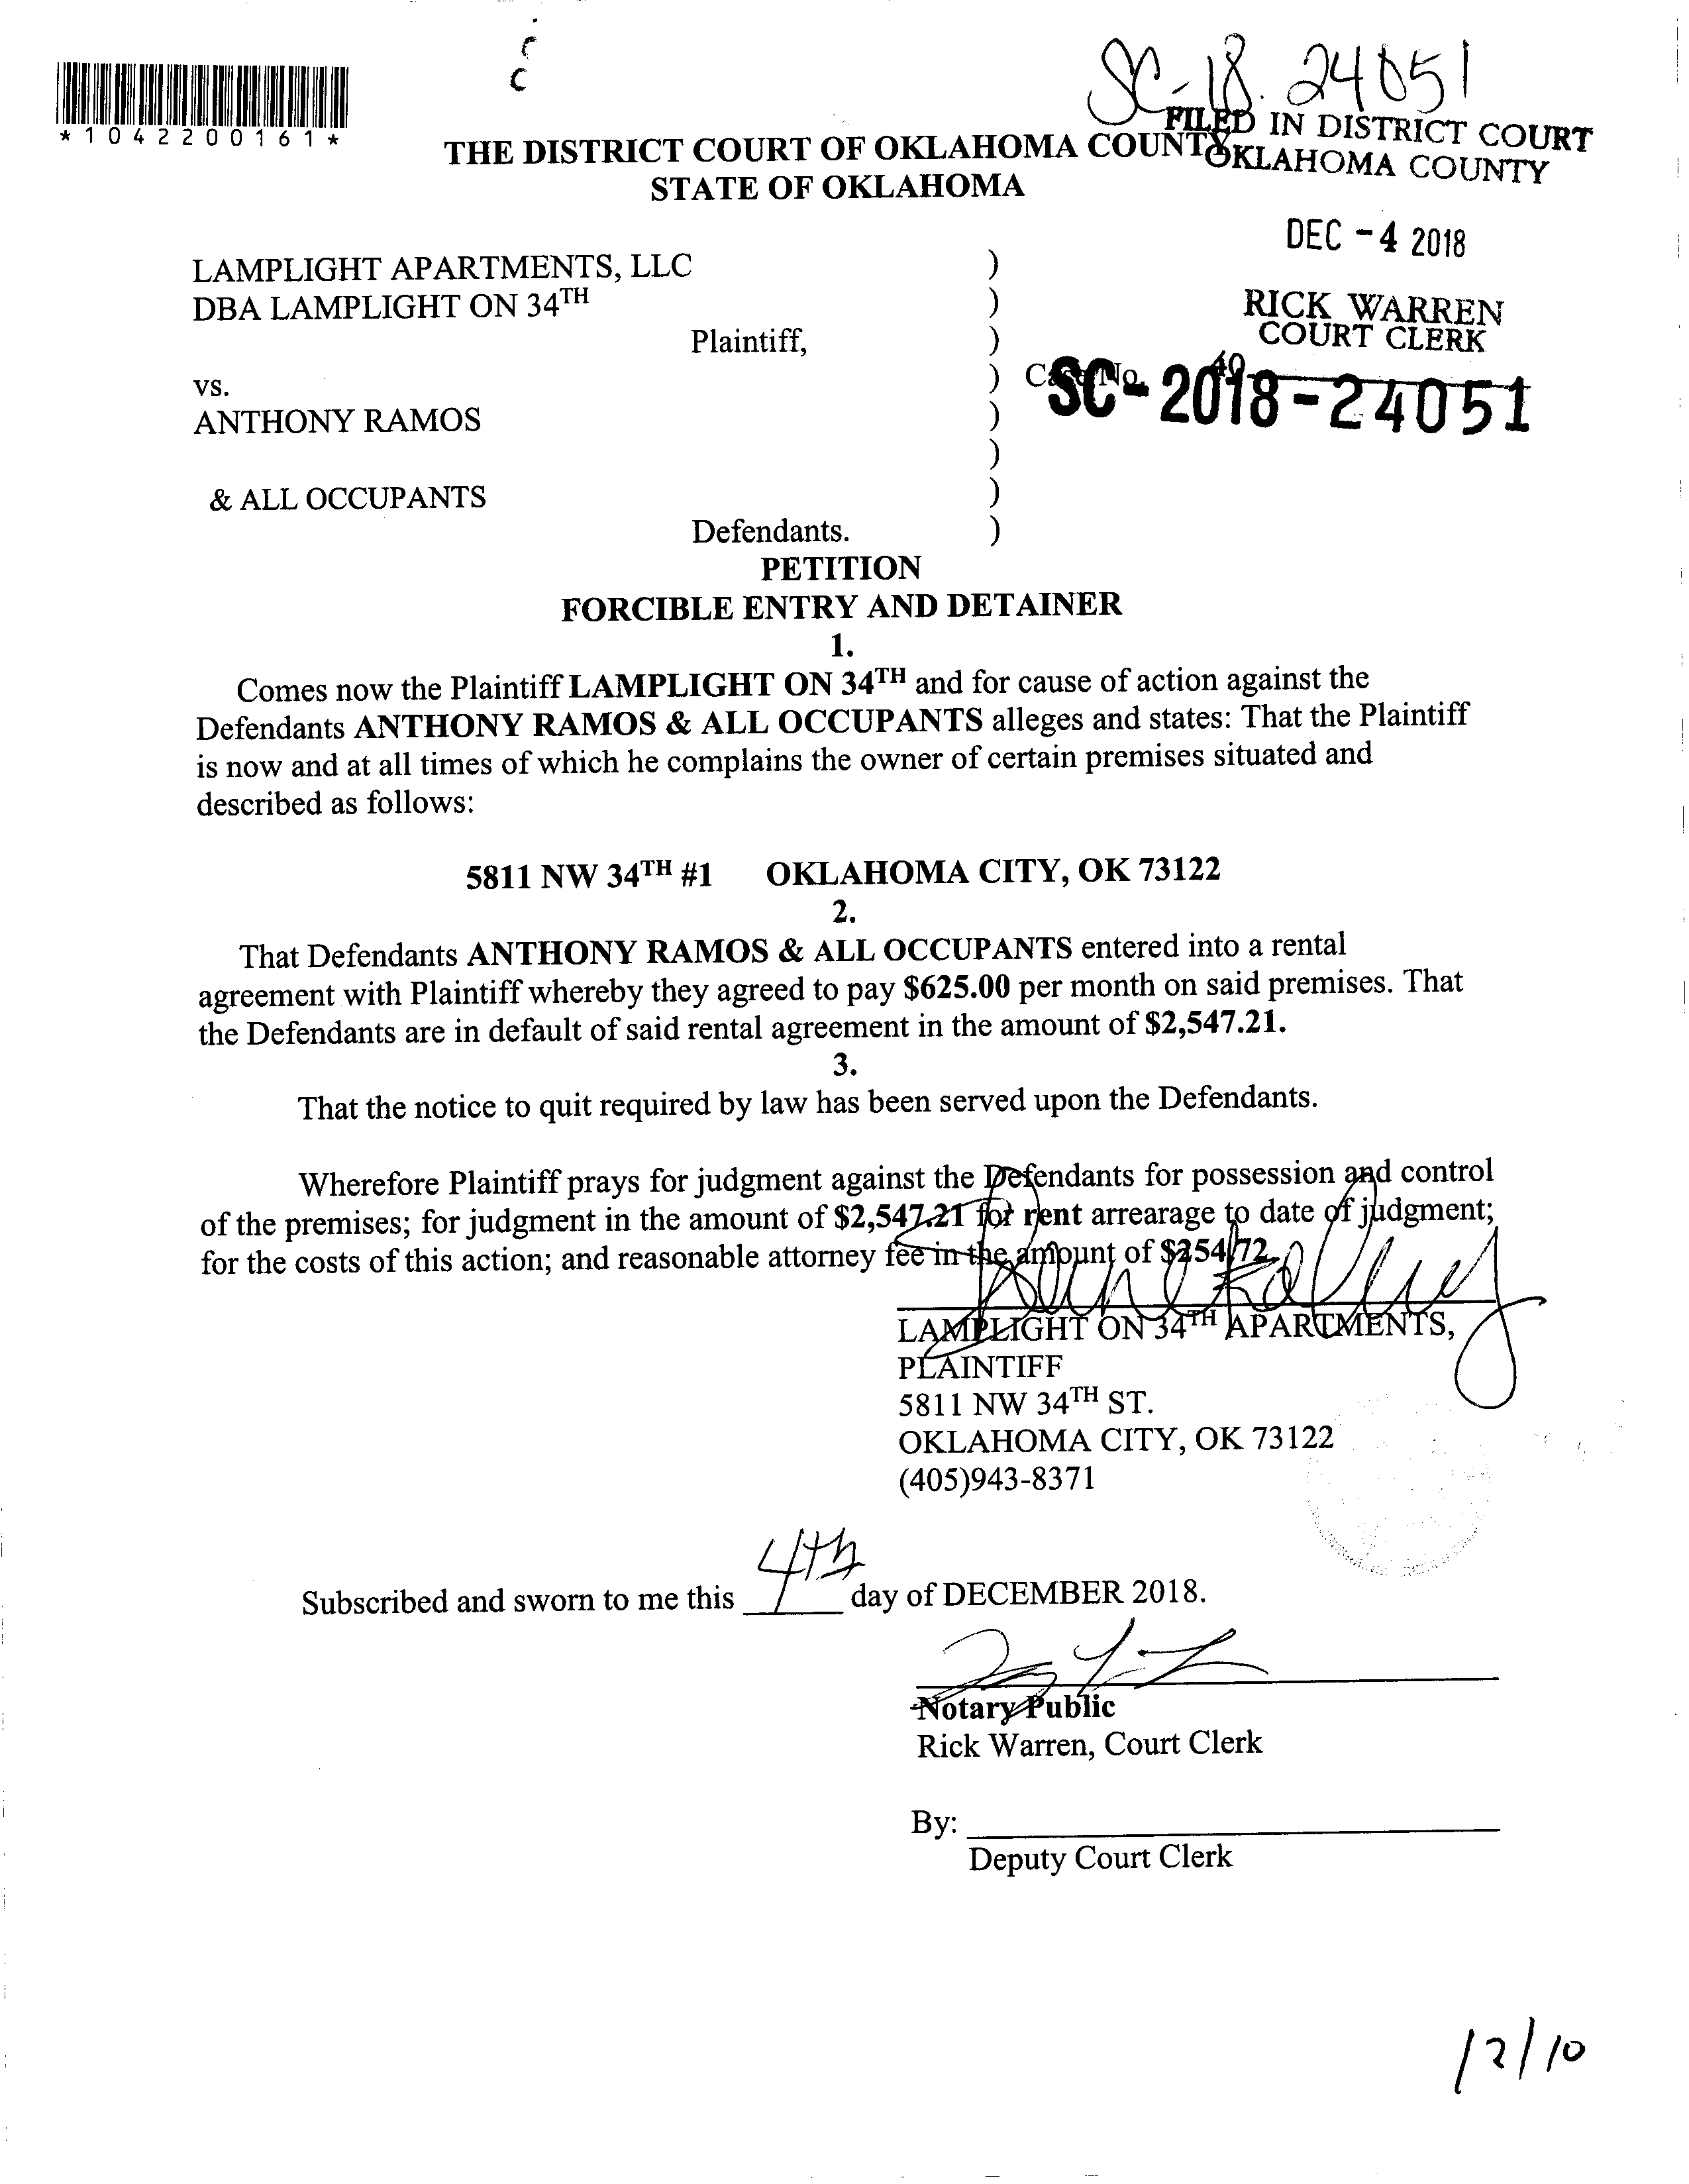 SC-18. 24051
*1042200161*
FILED IN DISTRICT COURT
OKLAHOMA COUNTY
THE DISTRICT COURT OF OKLAHOMA COUNTY
STATE OF OKLAHOMA
DEC -4 2018
RICK WARREN
COURT CLERK
40
LAMPLIGHT APARTMENTS, LLC )
DBA LAMPLIGHT ON 34TH )
Plaintiff, )
vs. ) Case No.
SC-2018-24051
ANTHONY RAMOS )
)
& ALL OCCUPANTS )
Defendants. )
PETITION
FORCIBLE ENTRY AND DETAINER
1.
Comes now the Plaintiff LAMPLIGHT ON 34TH and for cause of action against the
Defendants ANTHONY RAMOS & ALL OCCUPANTS alleges and states: That the Plaintiff
is now and at all times of which he complains the owner of certain premises situated and
described as follows:
5811 NW 34TH #1 OKLAHOMA CITY, OK 73122
2.
That Defendants ANTHONY RAMOS & ALL OCCUPANTS entered into a rental
agreement with Plaintiff whereby they agreed to pay $625.00 per month on said premises. That
the Defendants are in default of said rental agreement in the amount of $2,547.21.
3.
That the notice to quit required by law has been served upon the Defendants.
Wherefore Plaintiff prays for judgment against the Defendants for possession and control
of the premises; for judgment in the amount of $2,547.21 for rent arrearage to date of judgment;
for the costs of this action; and reasonable attorney fee in the amount of $254.72.
LAMPLIGHT ON 34TH APARTMENTS,
PLAINTIFF
5811 NW 34TH ST.
OKLAHOMA CITY, OK 73122
(405)943-8371
Subscribed and sworn to me this 4th day of DECEMBER 2018.
Notary Public
Rick Warren, Court Clerk
By:
Deputy Court Clerk
12/10